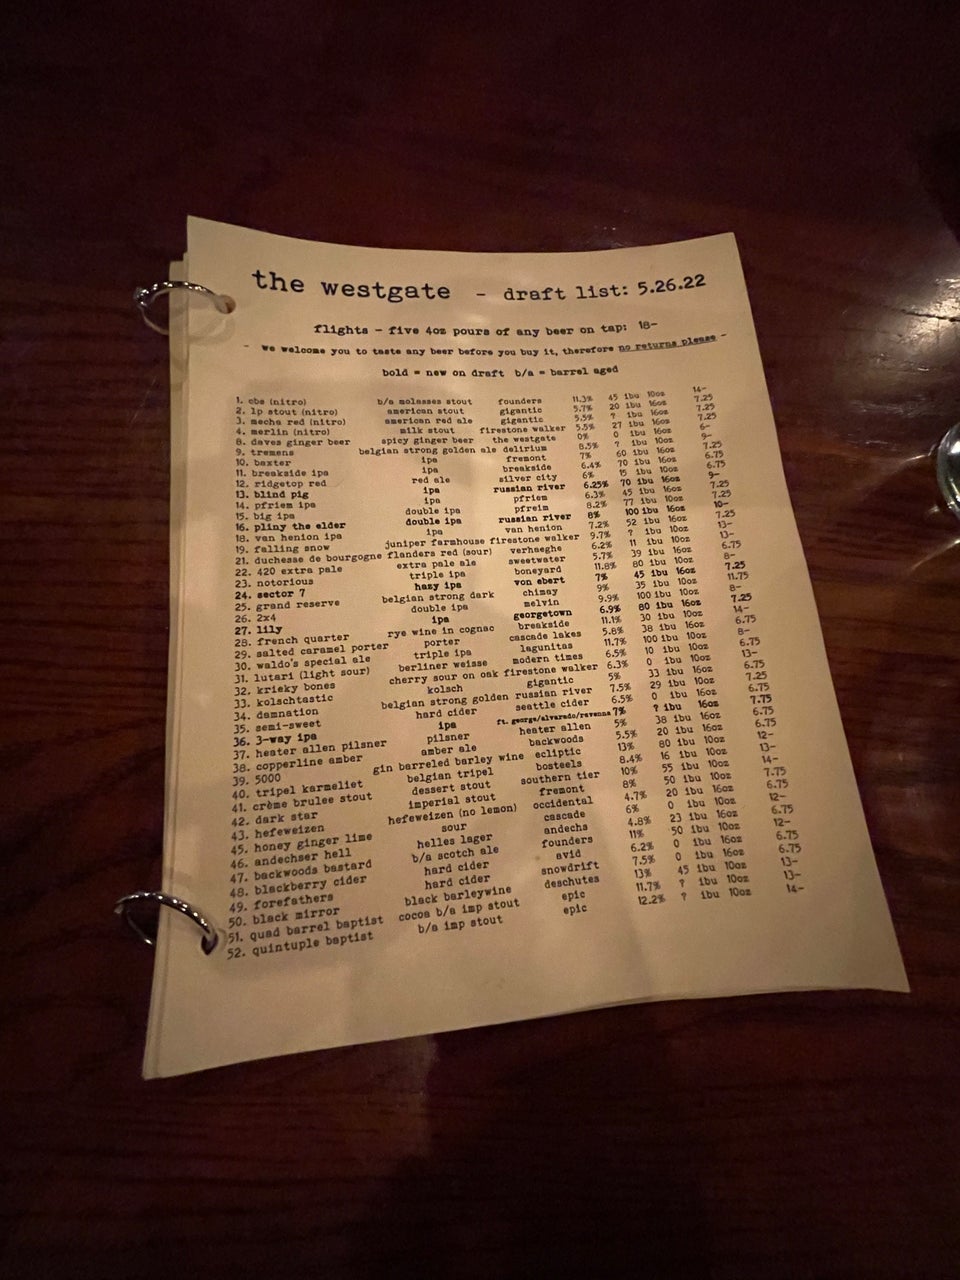 the westgate - draft list: 5.26.22
flights - five 4oz pours of any beer on tap: 18-
- we welcome you to taste any beer before you buy it, therefore no returns please -
bold = new on draft b/a = barrel aged
1. cbs (nitro) b/a molasses stout founders 11.3% 45 ibu 10oz 14-
2. lp stout (nitro) american stout gigantic 5.7% 20 ibu 16oz 7.25
3. mecha red (nitro) american red ale gigantic 5.5% ? ibu 16oz 7.25
4. merlin (nitro) milk stout firestone walker 5.5% 27 ibu 16oz 7.25
8. daves ginger beer spicy ginger beer the westgate 0% 0 ibu 16oz 6-
9. tremens belgian strong golden ale delirium 8.5% ? ibu 10oz 9-
10. baxter ipa fremont 7% 60 ibu 16oz 7.25
11. breakside ipa ipa breakside 6.4% 70 ibu 16oz 6.75
12. ridgetop red red ale silver city 6% 15 ibu 16oz 6.75
13. blind pig ipa russian river 6.25% 70 ibu 16oz 9-
14. pfriem ipa ipa pfriem 6.3% 45 ibu 16oz 7.25
15. big ipa double ipa pfreim 8.2% 77 ibu 10oz 7.25
16. pliny the elder double ipa russian river 8% 100 ibu 16oz 10-
18. van henion ipa ipa van henion 7.2% 52 ibu 16oz 7.25
19. falling snow juniper farmhouse firestone walker 9.7% ? ibu 10oz 13-
21. duchesse de bourgogne flanders red (sour) verhaeghe 6.2% 11 ibu 10oz 13-
22. 420 extra pale extra pale ale sweetwater 5.7% 39 ibu 16oz 6.75
23. notorious triple ipa boneyard 11.8% 80 ibu 10oz 8-
24. sector 7 hazy ipa von ebert 7% 45 ibu 16oz 7.25
25. grand reserve belgian strong dark chimay 9% 35 ibu 10oz 11.75
26. 2x4 double ipa melvin 9.9% 100 ibu 10oz 8-
27. lily ipa georgetown 6.9% 80 ibu 16oz 7.25
28. french quarter rye wine in cognac breakside 11.1% 30 ibu 10oz 14-
29. salted caramel porter porter cascade lakes 5.8% 38 ibu 16oz 6.75
30. waldo's special ale triple ipa lagunitas 11.7% 100 ibu 10oz 8-
31. lutari (light sour) berliner weisse modern times 6.5% 10 ibu 16oz 6.75
32. krieky bones cherry sour on oak firestone walker 6.3% 0 ibu 10oz 13-
33. kolschtastic kolsch gigantic 5% 33 ibu 16oz 6.75
34. damnation belgian strong golden russian river 7.5% 29 ibu 10oz 7.25
35. semi-sweet hard cider seattle cider 6.5% 0 ibu 16oz 6.75
36. 3-way ipa ipa ft. george/alvarado/ravenna 7% ? ibu 16oz 7.75
37. heater allen pilsner pilsner heater allen 5% 38 ibu 16oz 6.75
38. copperline amber amber ale backwoods 5.5% 20 ibu 16oz 6.75
39. 5000 gin barreled barley wine ecliptic 13% 80 ibu 10oz 12-
40. tripel karmeliet belgian tripel bosteels 8.4% 16 ibu 10oz 13-
41. crème brulee stout dessert stout southern tier 10% 55 ibu 10oz 14-
42. dark star imperial stout fremont 8% 50 ibu 10oz 7.75
43. hefeweizen hefeweizen (no lemon) occidental 4.7% 20 ibu 16oz 6.75
45. honey ginger lime sour cascade 6% 0 ibu 10oz 12-
46. andechser hell helles lager andechs 4.8% 23 ibu 16oz 6.75
47. backwoods bastard b/a scotch ale founders 11% 50 ibu 10oz 12-
48. blackberry cider hard cider avid 6.2% 0 ibu 16oz 6.75
49. forefathers hard cider snowdrift 7.5% 0 ibu 16oz 6.75
50. black mirror black barleywine deschutes 13% 45 ibu 10oz 13-
51. quad barrel baptist cocoa b/a imp stout epic 11.7% ? ibu 10oz 13-
52. quintuple baptist b/a imp stout epic 12.2% ? ibu 10oz 14-